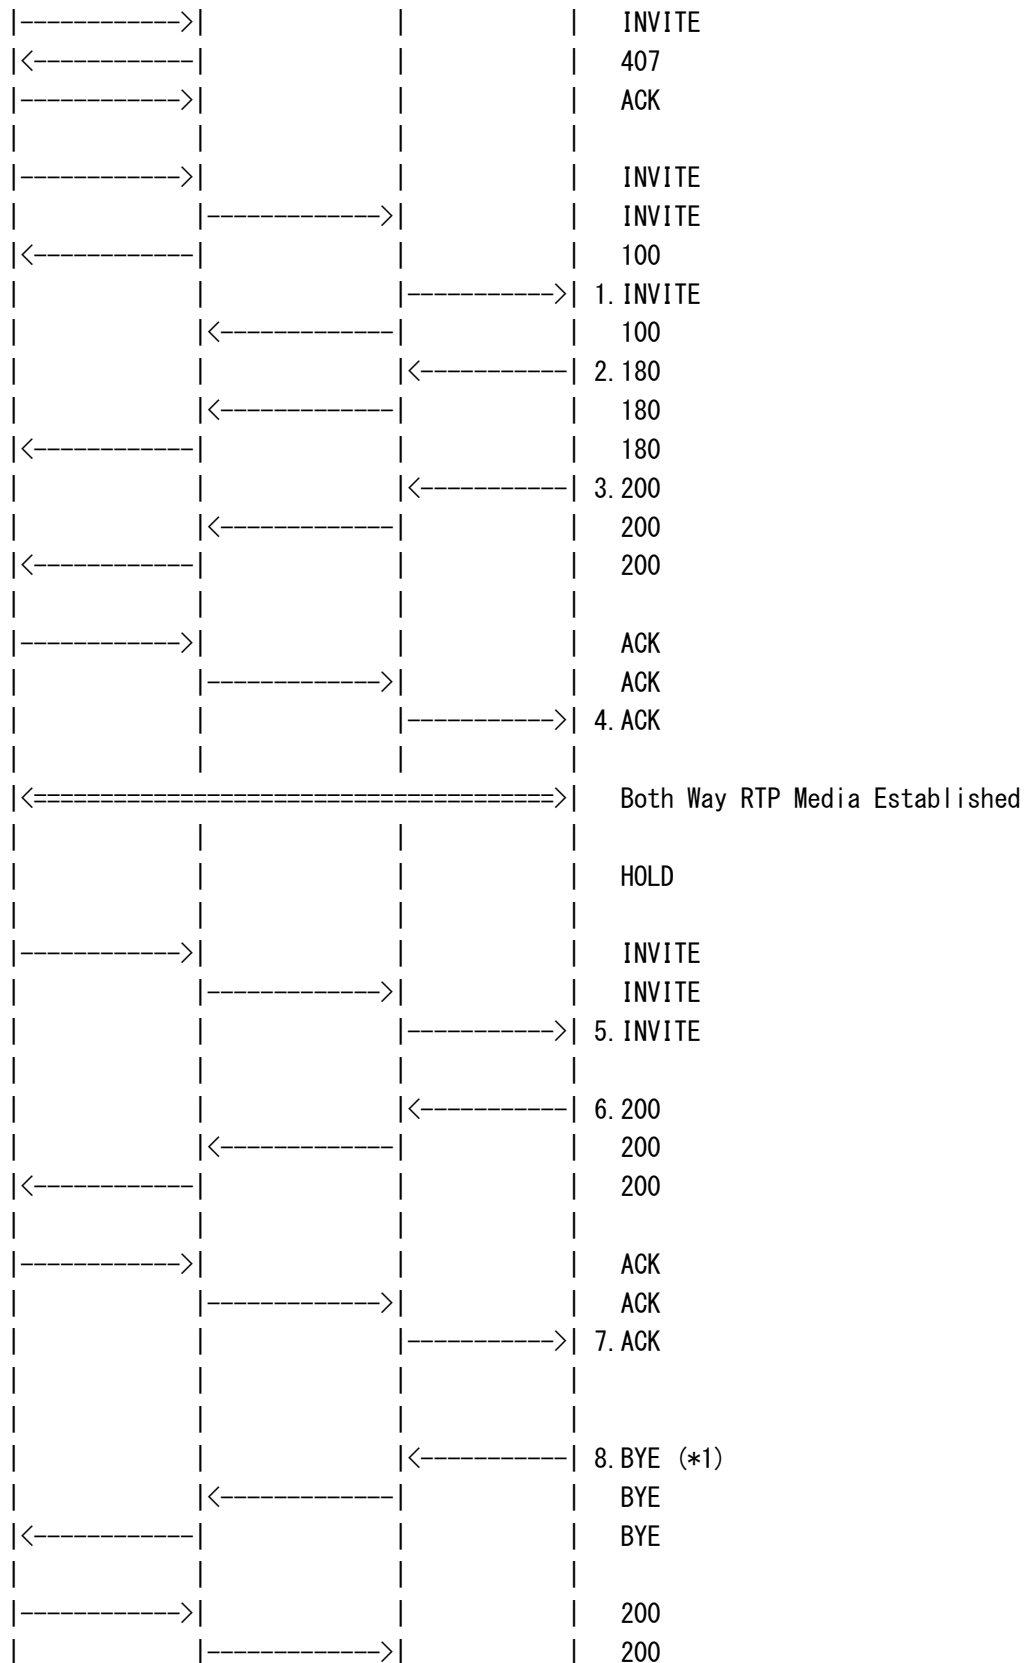 |------------>|              |            |   INVITE
|<------------|              |            |   407
|------------>|              |            |   ACK
|             |              |            |
|------------>|              |            |   INVITE
|             |------------->|            |   INVITE
|<------------|              |            |   100
|             |              |----------->| 1.INVITE
|             |<-------------|            |   100
|             |              |<-----------| 2.180
|             |<-------------|            |   180
|<------------|              |            |   180
|             |              |<-----------| 3.200
|             |<-------------|            |   200
|<------------|              |            |   200
|             |              |            |
|------------>|              |            |   ACK
|             |------------->|            |   ACK
|             |              |----------->| 4.ACK
|             |              |            |
|<=======================================>|   Both Way RTP Media Established
|             |              |            |
|             |              |            |   HOLD
|             |              |            |
|------------>|              |            |   INVITE
|             |------------->|            |   INVITE
|             |              |----------->| 5.INVITE
|             |              |            |
|             |              |<-----------| 6.200
|             |<-------------|            |   200
|<------------|              |            |   200
|             |              |            |
|------------>|              |            |   ACK
|             |------------->|            |   ACK
|             |              |----------->| 7.ACK
|             |              |            |
|             |              |            |
|             |              |<-----------| 8.BYE (*1)
|             |<-------------|            |   BYE
|<------------|              |            |   BYE
|             |              |            |
|------------>|              |            |   200
|             |------------->|            |   200